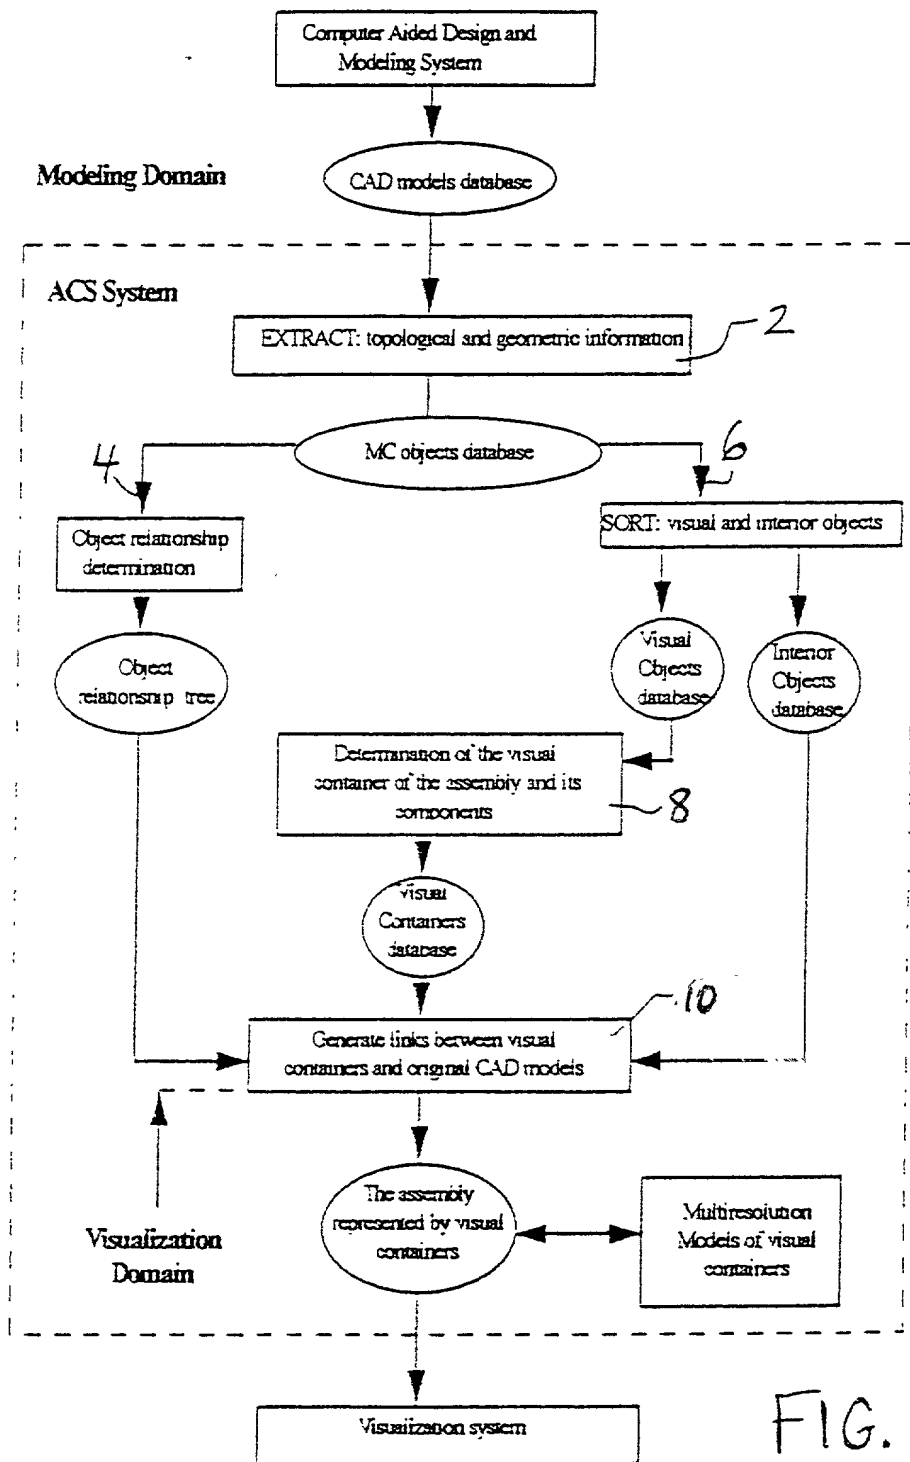 Computer Aided Design and
Modeling System
Modeling Domain
CAD models database
ACS System
EXTRACT: topological and geometric information
2
MC objects database
4
6
Object relationship
determination
SORT: visual and interior objects
Object
relationship tree
Visual
Objects
database
Interior
Objects
database
Determination of the visual
container of the assembly and its
components
8
Visual
Containers
database
10
Generate links between visual
containers and original CAD models
Visualization
Domain
The assembly
represented by visual
containers
Multiresolution
Models of visual
containers
Visualization system
FIG.